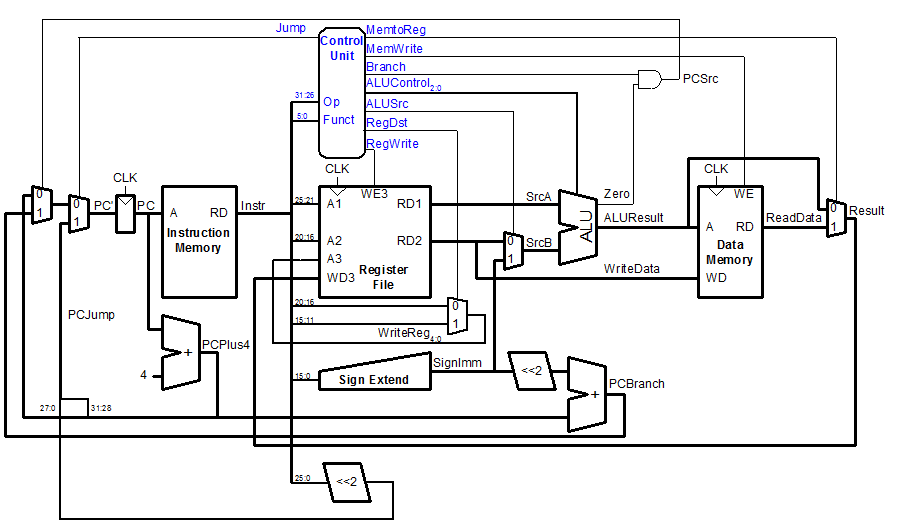 Jump
MemtoReg
Control
Unit
MemWrite
Branch
PCSrc
ALUControl2:0
31:26
Op
ALUSrc
5:0
Funct
RegDst
RegWrite
CLK
CLK
CLK
0
1
0
1
PC'
PC
A
RD
Instruction
Memory
Instr
25:21
A1
WE3
RD1
SrcA
Zero
ALU
ALUResult
WE
0
1
Result
20:16
A2
RD2
0
1
SrcB
A
RD
ReadData
Data
Memory
A3
Register
File
WD3
WriteData
WD
20:16
0
15:11
1
WriteReg4:0
PCJump
PCPlus4
+
4
15:0
Sign Extend
SignImm
<<2
PCBranch
+
27:0
31:28
25:0
<<2